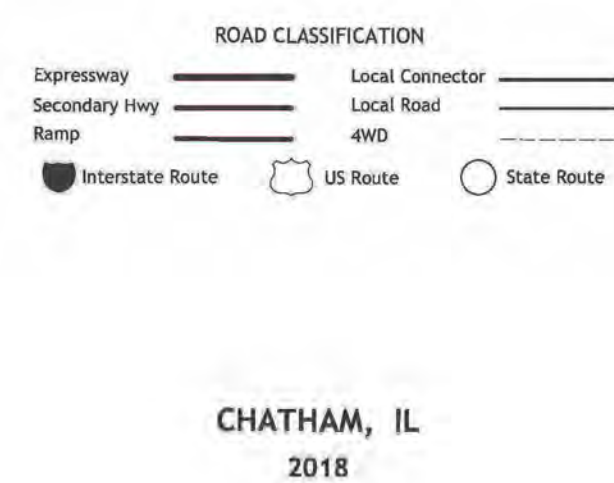 ROAD CLASSIFICATION
Expressway Local Connector
Secondary Hwy Local Road
Ramp 4WD
Interstate Route US Route State Route
CHATHAM, IL
2018